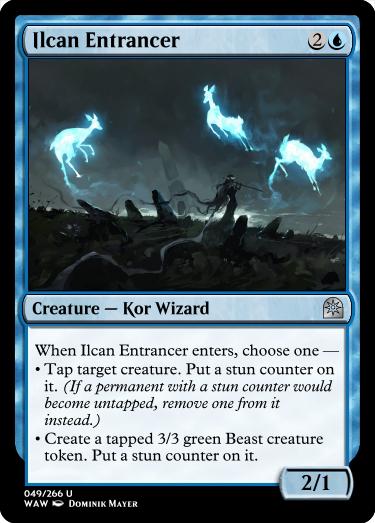 Ilcan Entrancer 2
Creature — Kor Wizard
When Ilcan Entrancer enters, choose one —
• Tap target creature. Put a stun counter on
it. (If a permanent with a stun counter would
become untapped, remove one from it
instead.)
• Create a tapped 3/3 green Beast creature
token. Put a stun counter on it.
2/1
049/266 U
WAW Dominik Mayer